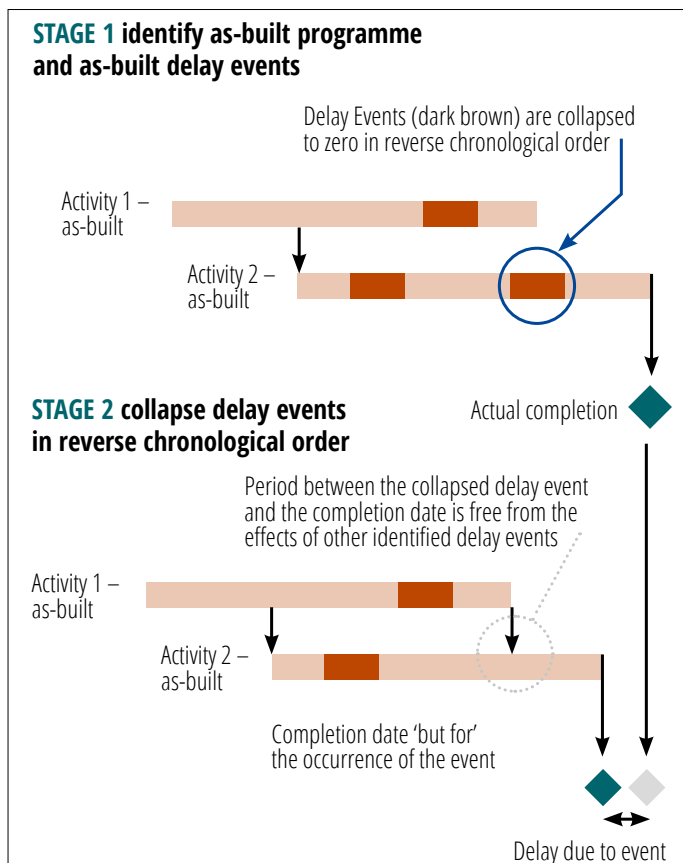 STAGE 1 identify as-built programme
and as-built delay events
Delay Events (dark brown) are collapsed
to zero in reverse chronological order
Activity 1 –
as-built
Activity 2 –
as-built
STAGE 2 collapse delay events
in reverse chronological order
Actual completion
Period between the collapsed delay event
and the completion date is free from the
effects of other identified delay events
Activity 1 –
as-built
Activity 2 –
as-built
Completion date ‘but for’
the occurrence of the event
Delay due to event